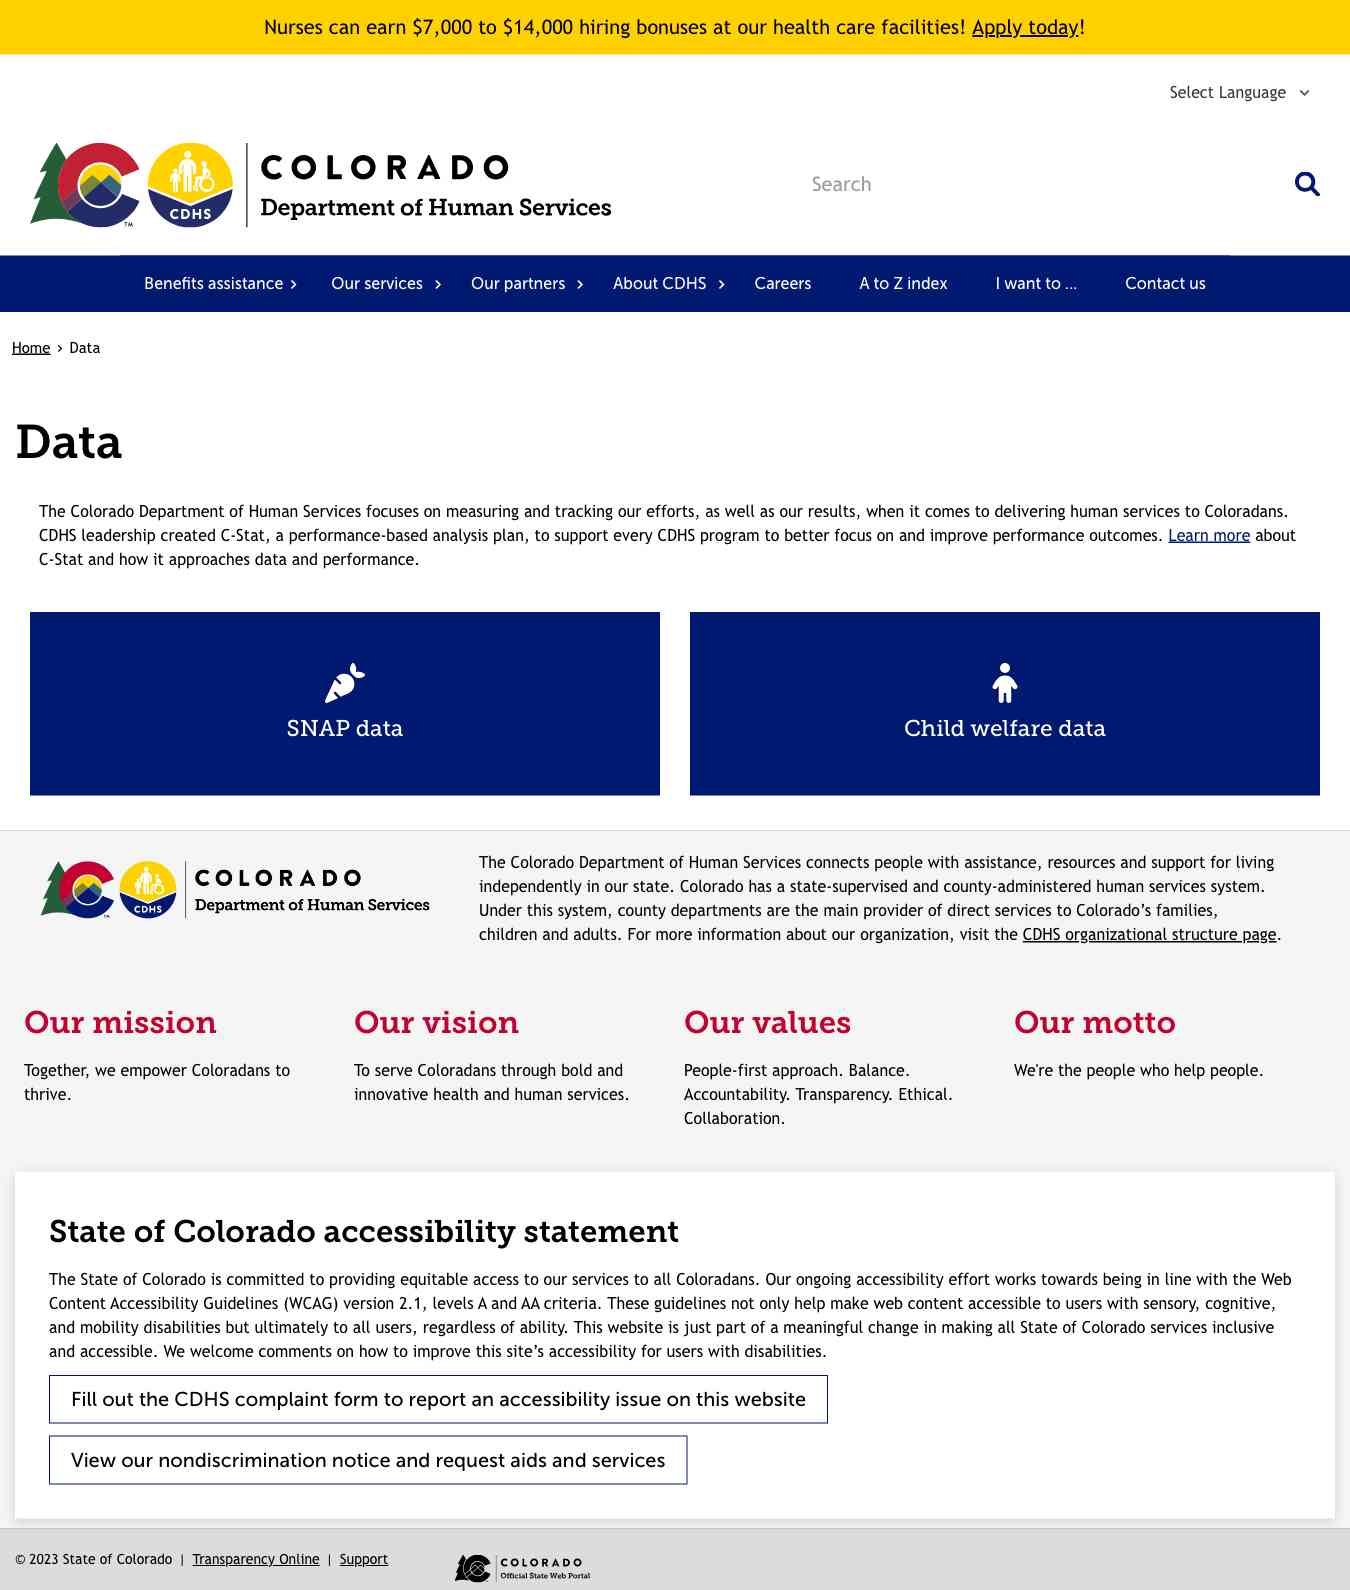 Nurses can earn $7,000 to $14,000 hiring bonuses at our health care facilities! Apply today!
Select Language
CDHS
TM
COLORADO
Department of Human Services
Search
Benefits assistance
Our services
Our partners
About CDHS
Careers
A to Z index
I want to ...
Contact us
Home › Data
Data
The Colorado Department of Human Services focuses on measuring and tracking our efforts, as well as our results, when it comes to delivering human services to Coloradans.
CDHS leadership created C-Stat, a performance-based analysis plan, to support every CDHS program to better focus on and improve performance outcomes. Learn more about
C-Stat and how it approaches data and performance.
SNAP data
Child welfare data
CDHS
TM
COLORADO
Department of Human Services
The Colorado Department of Human Services connects people with assistance, resources and support for living
independently in our state. Colorado has a state-supervised and county-administered human services system.
Under this system, county departments are the main provider of direct services to Colorado’s families,
children and adults. For more information about our organization, visit the CDHS organizational structure page.
Our mission
Together, we empower Coloradans to
thrive.
Our vision
To serve Coloradans through bold and
innovative health and human services.
Our values
People-first approach. Balance.
Accountability. Transparency. Ethical.
Collaboration.
Our motto
We're the people who help people.
State of Colorado accessibility statement
The State of Colorado is committed to providing equitable access to our services to all Coloradans. Our ongoing accessibility effort works towards being in line with the Web
Content Accessibility Guidelines (WCAG) version 2.1, levels A and AA criteria. These guidelines not only help make web content accessible to users with sensory, cognitive,
and mobility disabilities but ultimately to all users, regardless of ability. This website is just part of a meaningful change in making all State of Colorado services inclusive
and accessible. We welcome comments on how to improve this site’s accessibility for users with disabilities.
Fill out the CDHS complaint form to report an accessibility issue on this website
View our nondiscrimination notice and request aids and services
© 2023 State of Colorado | Transparency Online | Support
COLORADO
Official State Web Portal